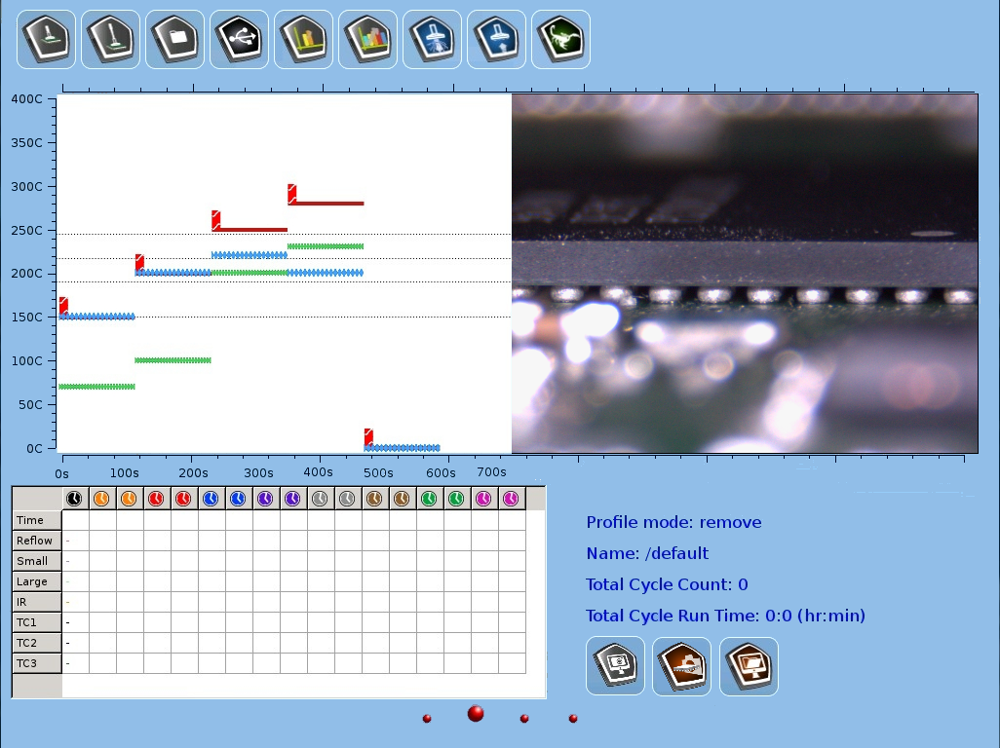 400C
350C
300C
250C
200C
150C
100C
50C
0C
0s 100s 200s 300s 400s 500s 600s 700s
Time
Reflow -
Small -
Large -
IR -
TC1 -
TC2 -
TC3 -
Profile mode: remove
Name: /default
Total Cycle Count: 0
Total Cycle Run Time: 0:0 (hr:min)